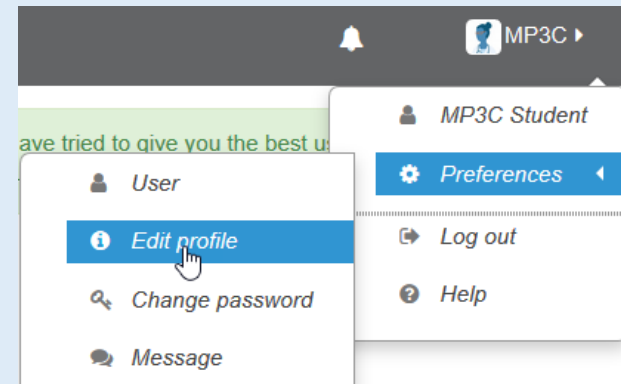 MP3C
MP3C Student
ave tried to give you the best u
Preferences
User
Edit profile
Log out
Change password
Help
Message